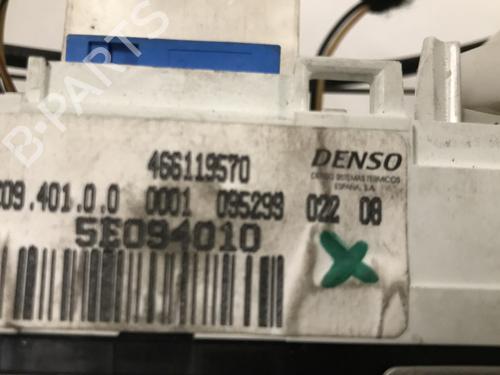 B-PARTS
466119570
DENSO
DENSO SISTEMAS TERMICOS
ESPAÑA, S.A.
209.401.0.0 0001 095299 022 08
5E094010